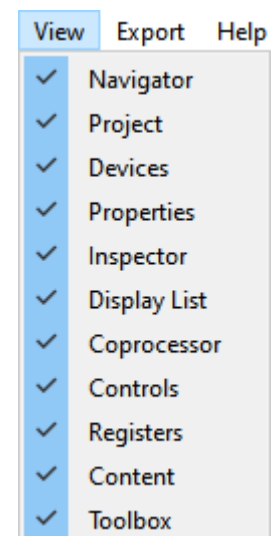 View Export Help
Navigator
Project
Devices
Properties
Inspector
Display List
Coprocessor
Controls
Registers
Content
Toolbox